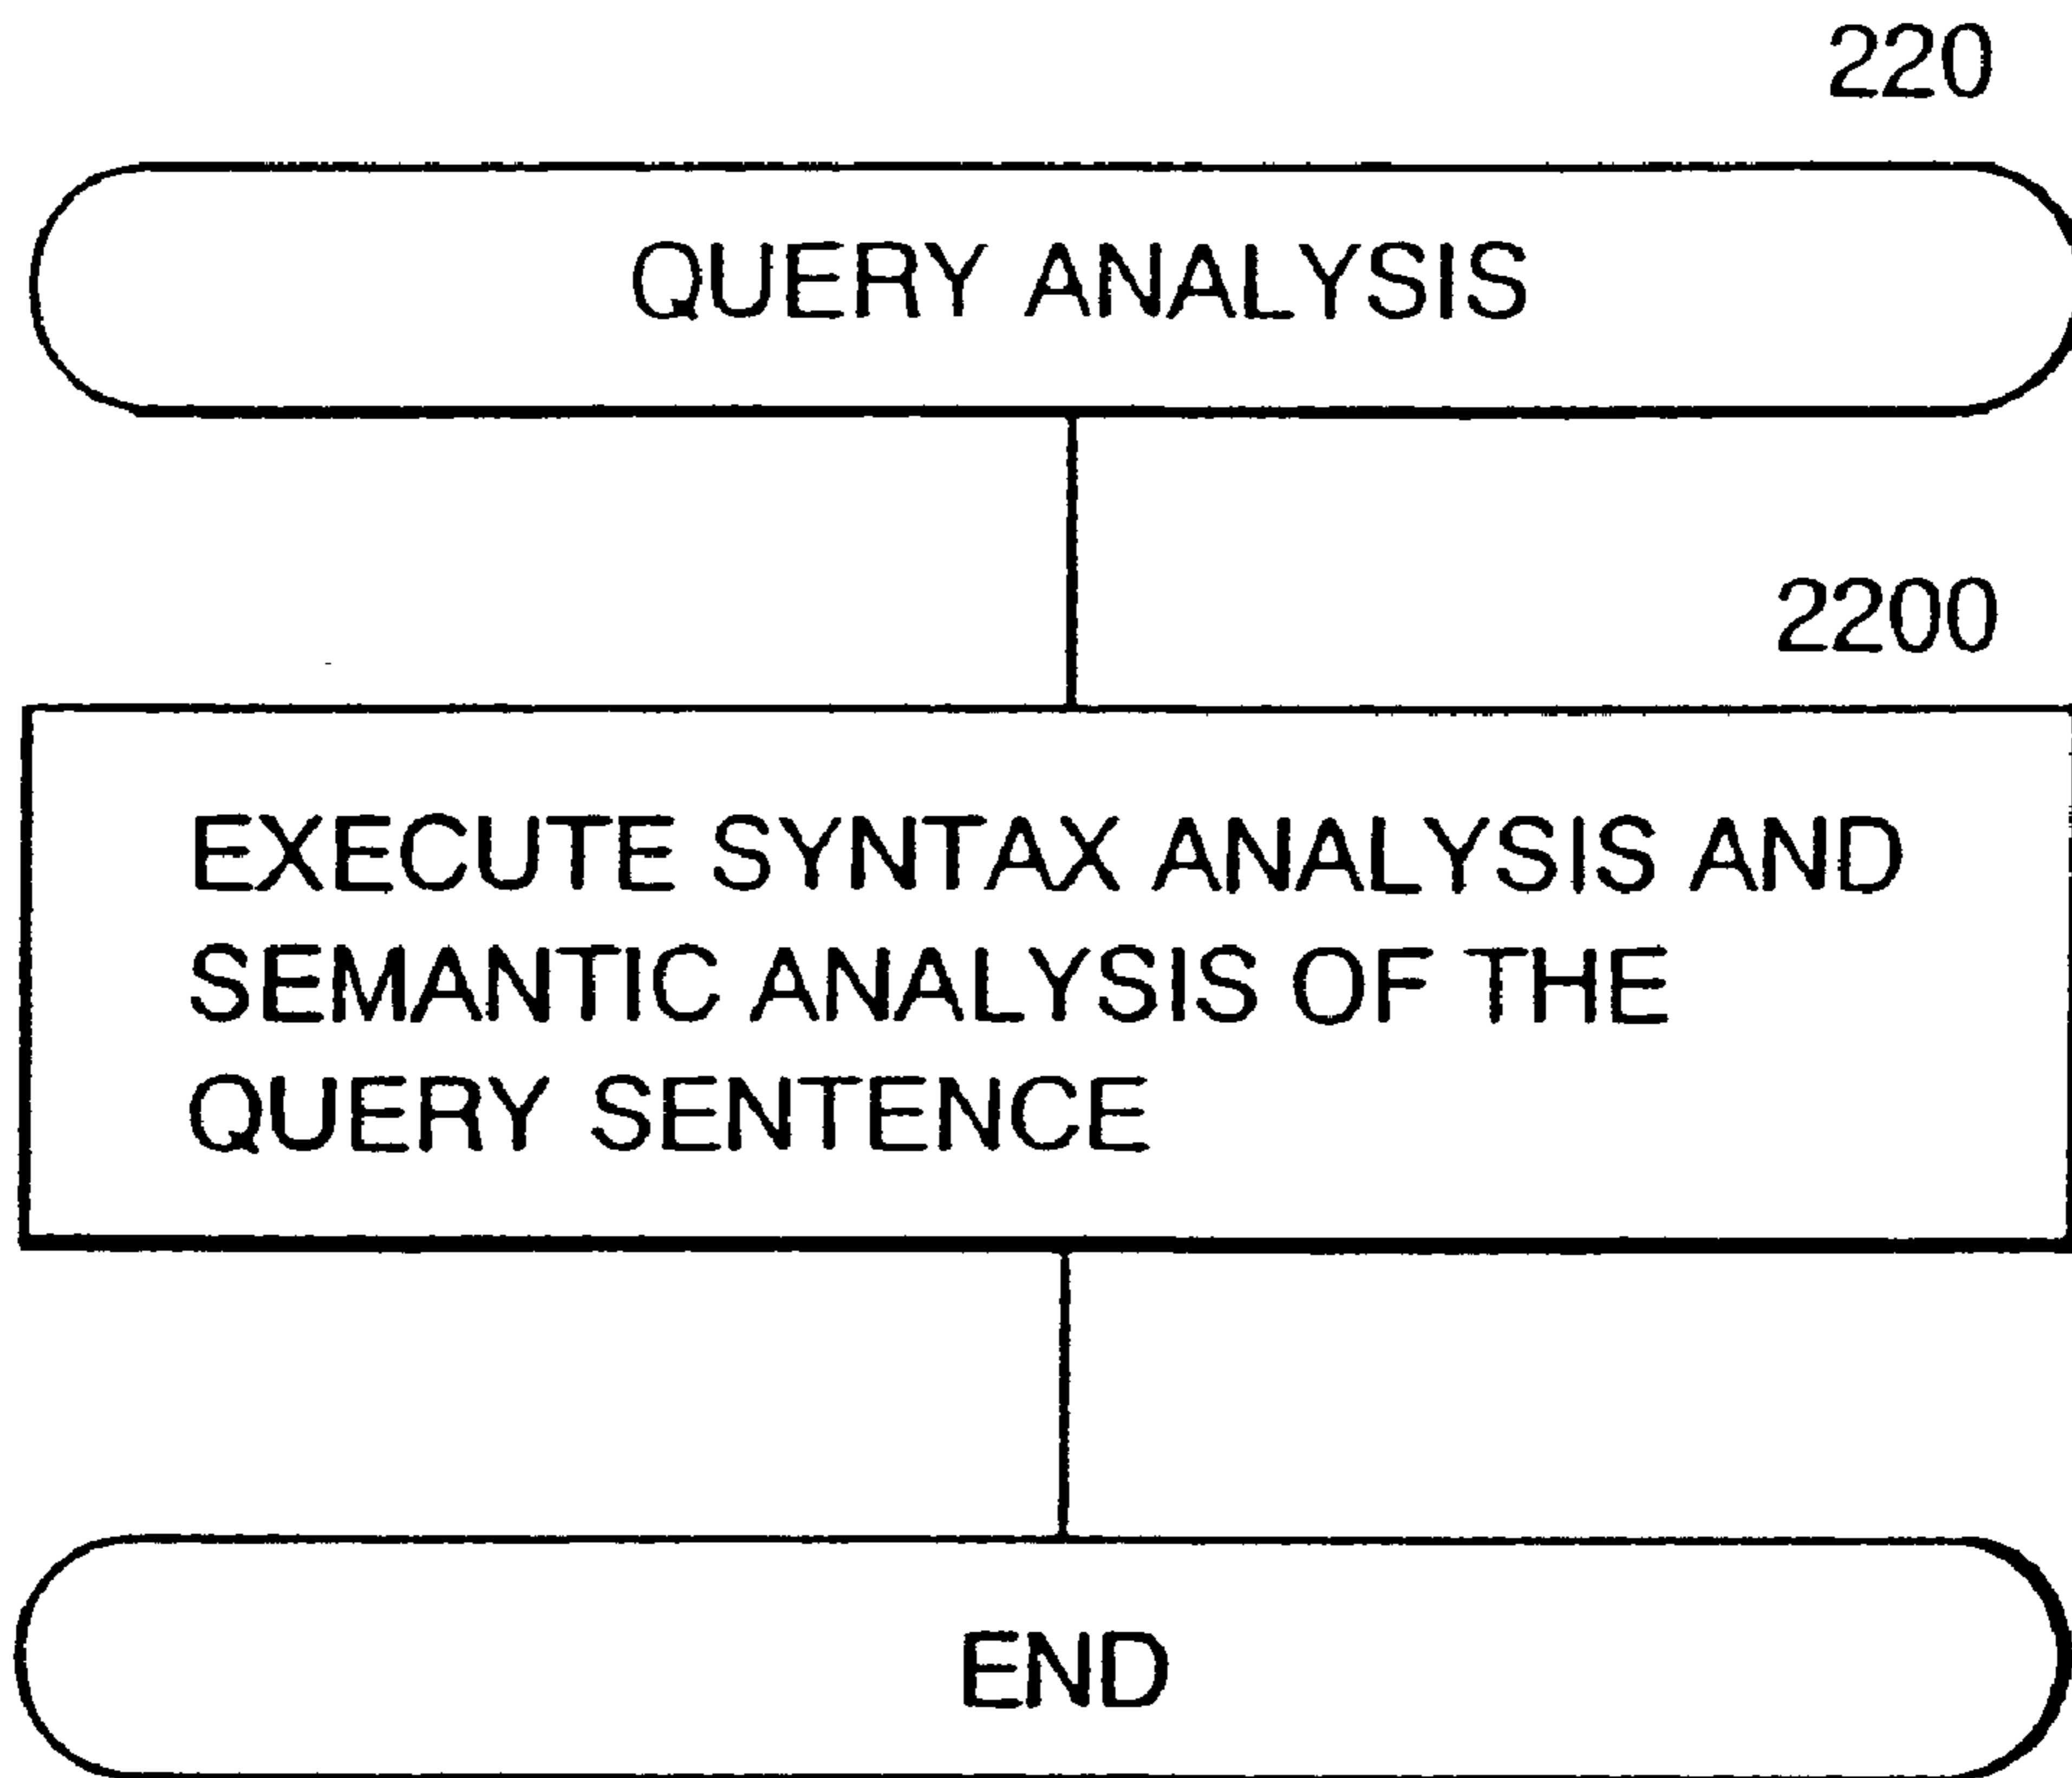 220
QUERY ANALYSIS
2200
EXECUTE SYNTAX ANALYSIS AND
SEMANTIC ANALYSIS OF THE
QUERY SENTENCE
END